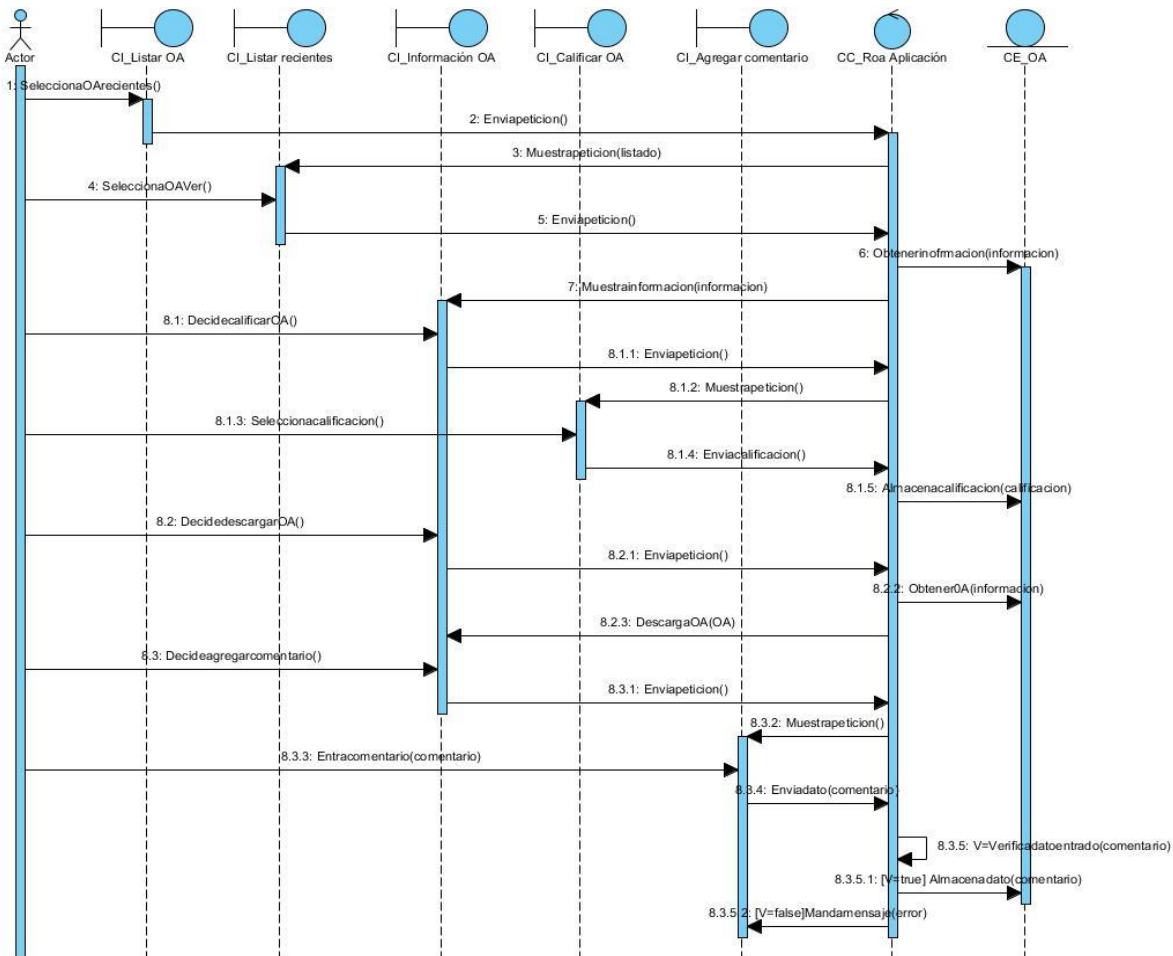 Actor
CI_Listar OA
CI_Listar recientes
CI_Información OA
CI_Calificar OA
CI_Agregar comentario
CC_Roa Aplicación
CE_OA
1: SeleccionaOArecientes()
2: Enviapeticion()
3: Muestrapeticion(listado)
4: SeleccionaOAVer()
5: Enviapeticion()
6: Obtenerinofrmacion(informacion)
7: Muestrainformacion(informacion)
8.1: DecidecalificarOA()
8.1.1: Enviapeticion()
8.1.2: Muestrapeticion()
8.1.3: Seleccionacalificacion()
8.1.4: Enviacalificacion()
8.1.5: Almacenacalificacion(calificacion)
8.2: DecidedescargarOA()
8.2.1: Enviapeticion()
8.2.2: Obtener0A(informacion)
8.2.3: DescargaOA(OA)
8.3: Decideagregarcomentario()
8.3.1: Enviapeticion()
8.3.2: Muestrapeticion()
8.3.3: Entracomentario(comentario)
8.3.4: Enviadato(comentario)
8.3.5: V=Verificadatoentrado(comentario)
8.3.5.1: [V=true] Almacenadato(comentario)
8.3.5.2: [V=false]Mandamensaje(error)